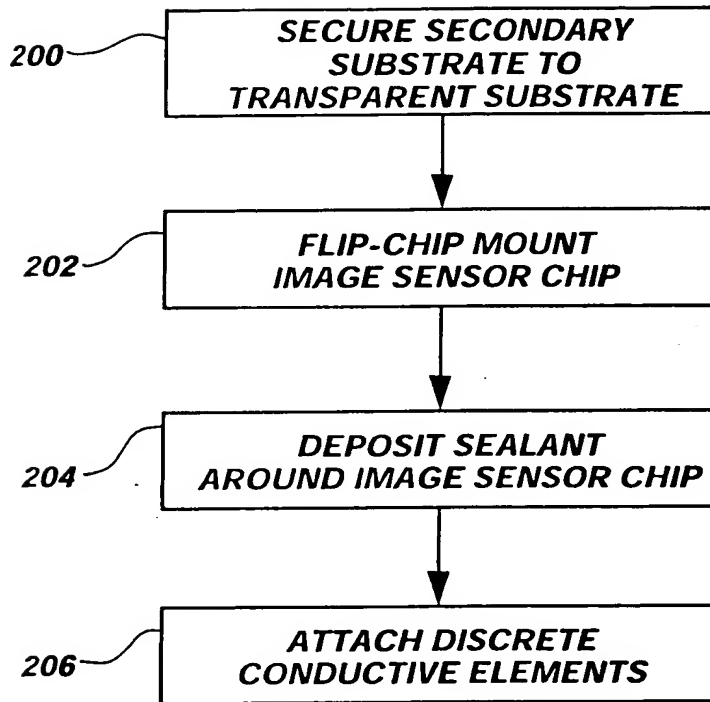 200
SECURE SECONDARY
SUBSTRATE TO
TRANSPARENT SUBSTRATE
202
FLIP-CHIP MOUNT
IMAGE SENSOR CHIP
204
DEPOSIT SEALANT
AROUND IMAGE SENSOR CHIP
206
ATTACH DISCRETE
CONDUCTIVE ELEMENTS